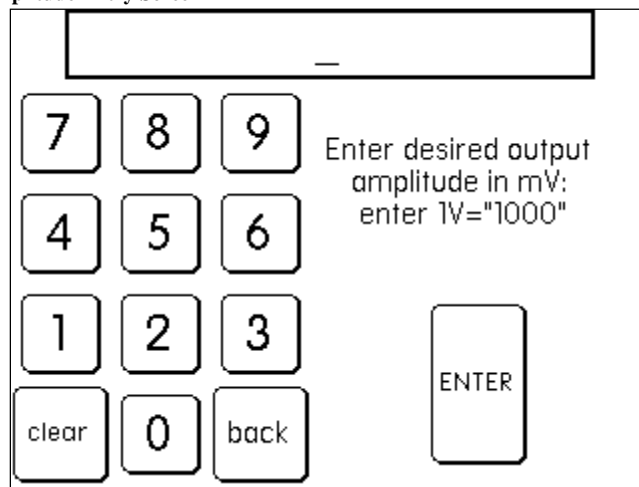 _
7 8 9
Enter desired output
amplitude in mV:
enter 1V="1000"
4 5 6
1 2 3
ENTER
clear 0 back